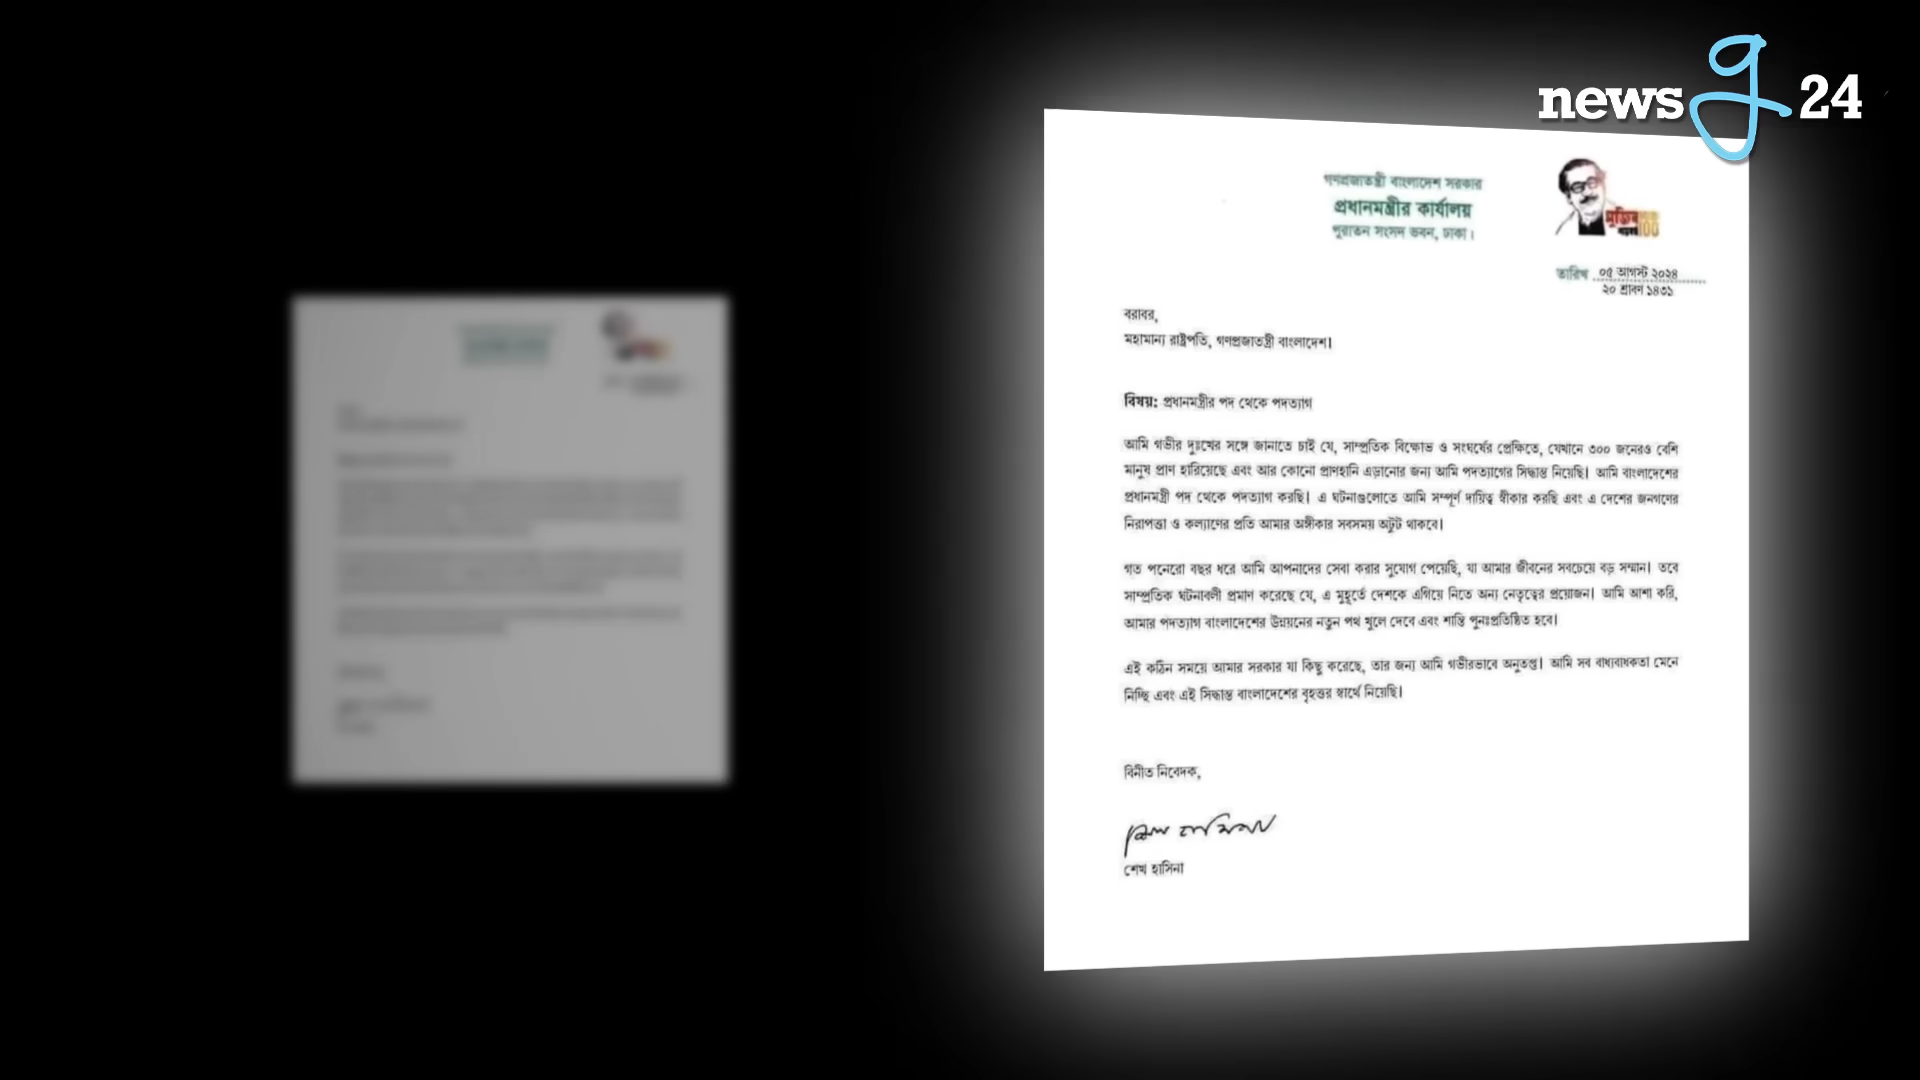 news g 24
গণপ্রজাতন্ত্রী বাংলাদেশ সরকার
প্রধানমন্ত্রীর কার্যালয়
পুরাতন সংসদ ভবন, ঢাকা।
তারিখ ০৫ আগস্ট ২০২৪
২০ শ্রাবণ ১৪৩১
বরাবর,
মহামান্য রাষ্ট্রপতি, গণপ্রজাতন্ত্রী বাংলাদেশ।
বিষয়: প্রধানমন্ত্রীর পদ থেকে পদত্যাগ
আমি গভীর দুঃখের সঙ্গে জানাতে চাই যে, সাম্প্রতিক বিক্ষোভ ও সংঘর্ষের প্রেক্ষিতে, যেখানে ৩০০ জনেরও বেশি
মানুষ প্রাণ হারিয়েছে এবং আর কোনো প্রাণহানি এড়ানোর জন্য আমি পদত্যাগের সিদ্ধান্ত নিয়েছি। আমি বাংলাদেশের
প্রধানমন্ত্রী পদ থেকে পদত্যাগ করছি। এ ঘটনাগুলোতে আমি সম্পূর্ণ দায়িত্ব স্বীকার করছি এবং এ দেশের জনগণের
নিরাপত্তা ও কল্যাণের প্রতি আমার অঙ্গীকার সবসময় অটুট থাকবে।
গত পনেরো বছর ধরে আমি আপনাদের সেবা করার সুযোগ পেয়েছি, যা আমার জীবনের সবচেয়ে বড় সম্মান। তবে
সাম্প্রতিক ঘটনাবলী প্রমাণ করেছে যে, এ মুহূর্তে দেশকে এগিয়ে নিতে অন্য নেতৃত্বের প্রয়োজন। আমি আশা করি,
আমার পদত্যাগ বাংলাদেশের উন্নয়নের নতুন পথ খুলে দেবে এবং শান্তি পুনঃপ্রতিষ্ঠিত হবে।
এই কঠিন সময়ে আমার সরকার যা কিছু করেছে, তার জন্য আমি গভীরভাবে অনুতপ্ত। আমি সব বাধ্যবাধকতা মেনে
নিচ্ছি এবং এই সিদ্ধান্ত বাংলাদেশের বৃহত্তর স্বার্থে নিয়েছি।
বিনীত নিবেদক,
শেখ হাসিনা